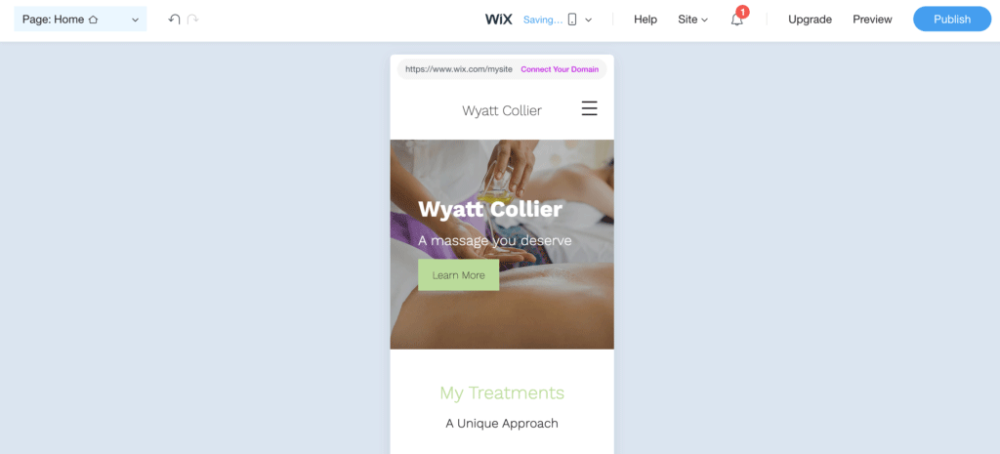 Page: Home
WiX
Saving...
Help
Site
1
Upgrade
Preview
Publish
https://www.wix.com/mysite Connect Your Domain
Wyatt Collier
Wyatt Collier
A massage you deserve
Learn More
My Treatments
A Unique Approach